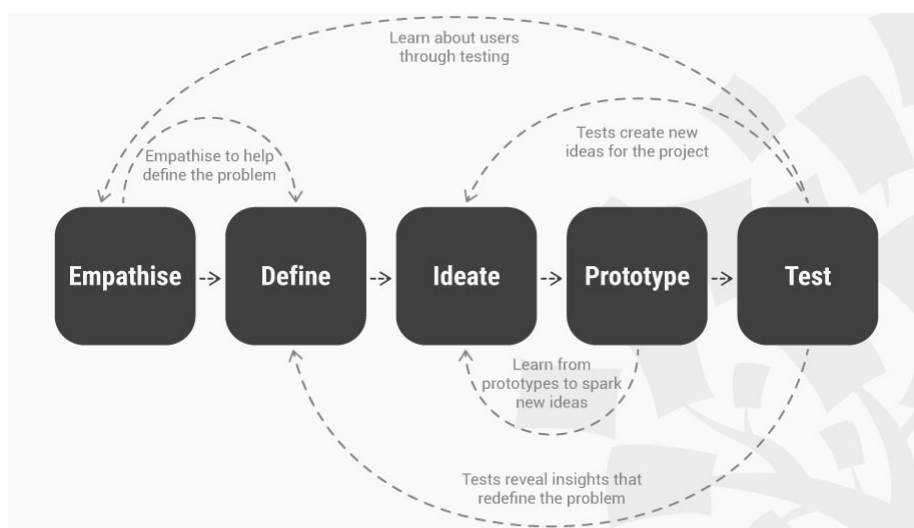 Learn about users
through testing
Tests create new
ideas for the project
Empathise to help
define the problem
Empathise
Define
Ideate
Prototype
Test
Learn from
prototypes to spark
new ideas
Tests reveal insights that
redefine the problem